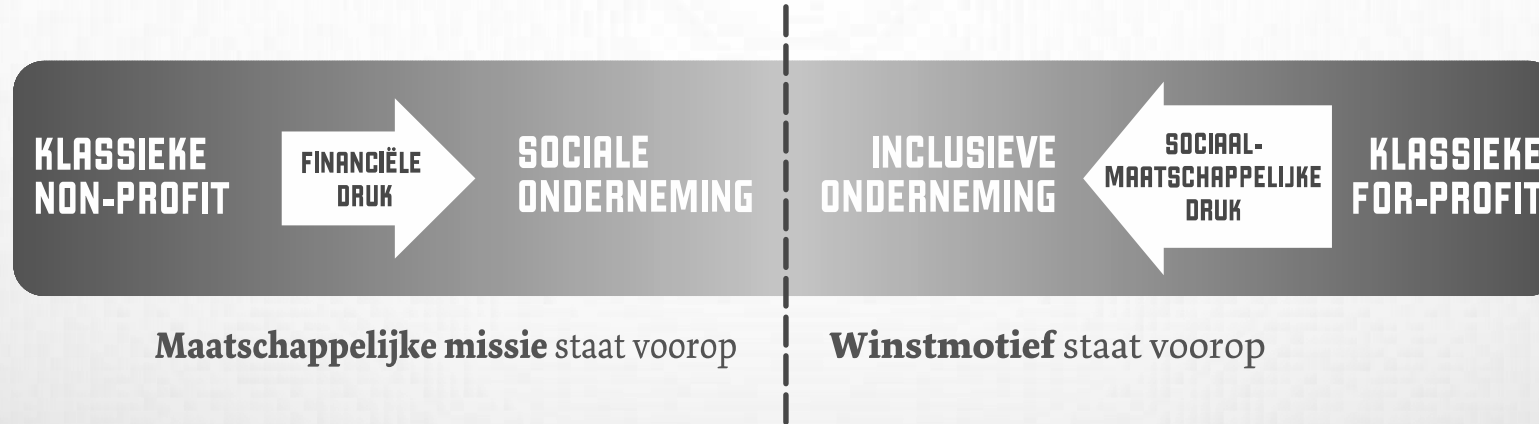 KLASSIEKE
NON-PROFIT
FINANCIËLE
DRUK
SOCIALE
ONDERNEMING
INCLUSIEVE
ONDERNEMING
SOCIAAL-
MAATSCHAPPELIJKE
DRUK
KLASSIEKE
FOR-PROFIT
Maatschappelijke missie staat voorop
Winstmotief staat voorop